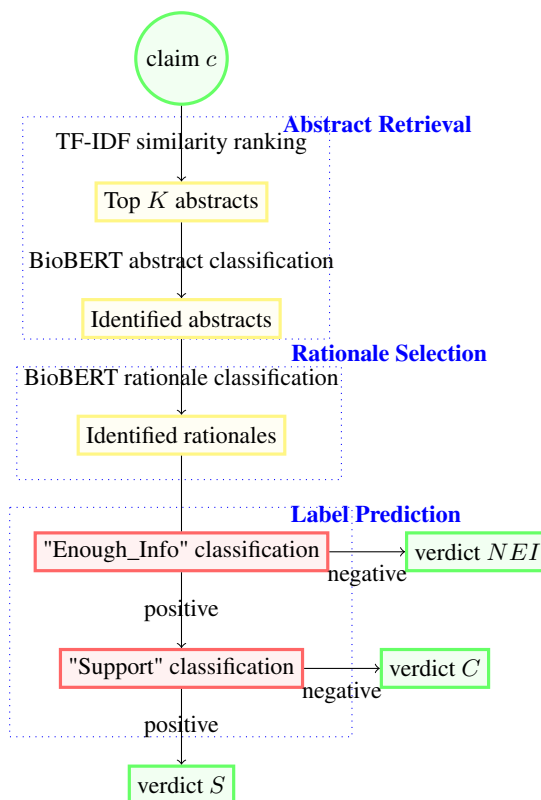 claim c
Abstract Retrieval
TF-IDF similarity ranking
Top K abstracts
BioBERT abstract classification
Identified abstracts
Rationale Selection
BioBERT rationale classification
Identified rationales
Label Prediction
"Enough_Info" classification
verdict NEI
negative
positive
"Support" classification
verdict C
negative
positive
verdict S